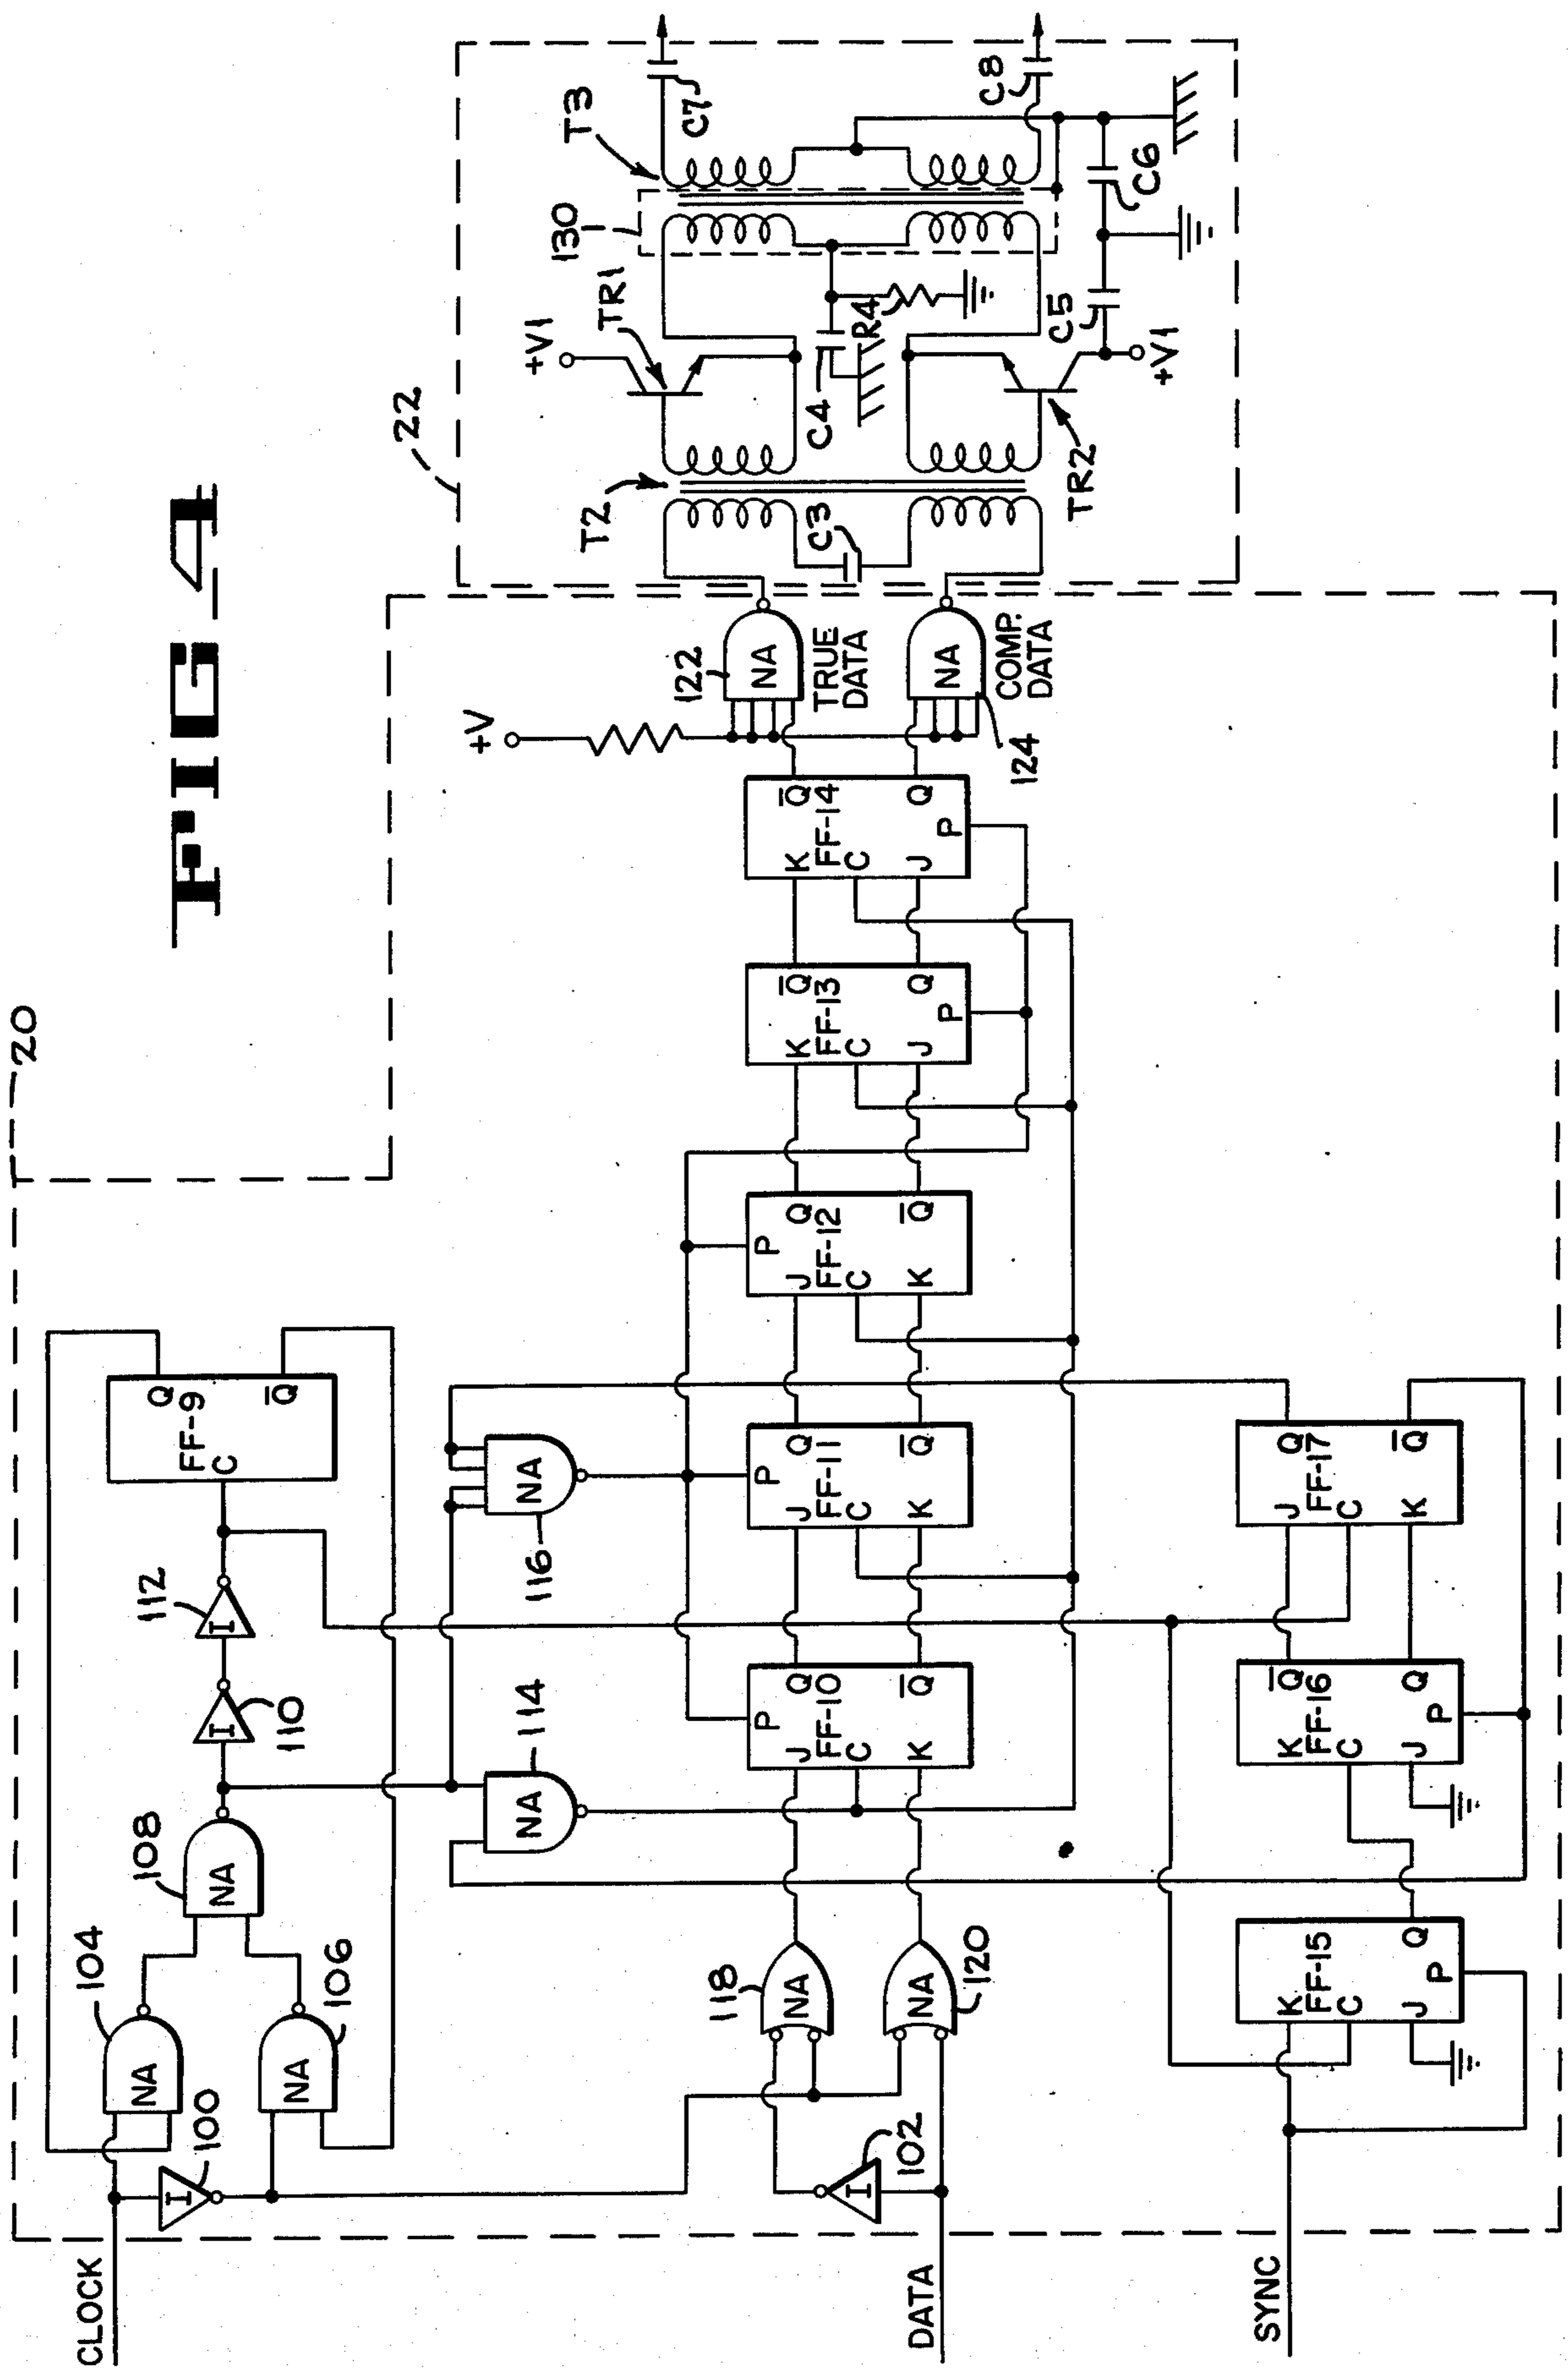 FIG 4
20
22
CLOCK
100
104
NA
106
NA
108
NA
I
110
I
112
I
FF-9
C
Q
Q̅
114
NA
116
NA
DATA
102
I
118
NA
120
NA
P
J
FF-10
C
K
Q
Q̅
P
J
FF-11
C
K
Q
Q̅
P
J
FF-12
C
K
Q
Q̅
K
FF-13
C
J
P
Q̅
Q
K
FF-14
C
J
P
Q̅
Q
+V
122
NA
TRUE
DATA
NA
124
COMP.
DATA
SYNC
K
FF-15
C
J
P
Q
K
FF-16
C
J
P
Q̅
Q
J
FF-17
C
K
Q
Q̅
T2
C3
+V1
TR1
TR2
+V1
C4
R4
C5
C6
130
T3
C7
C8